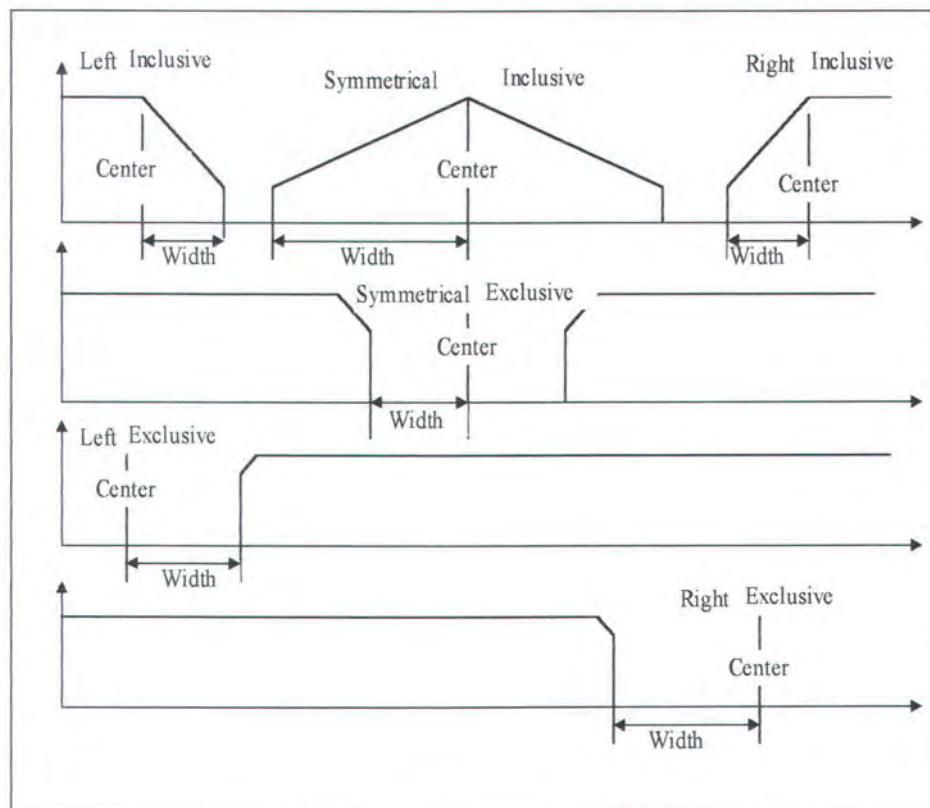 Left Inclusive
Symmetrical Inclusive
Right Inclusive
Center
Center
Center
Width
Width
Width
Symmetrical Exclusive
Center
Width
Left Exclusive
Center
Width
Right Exclusive
Center
Width